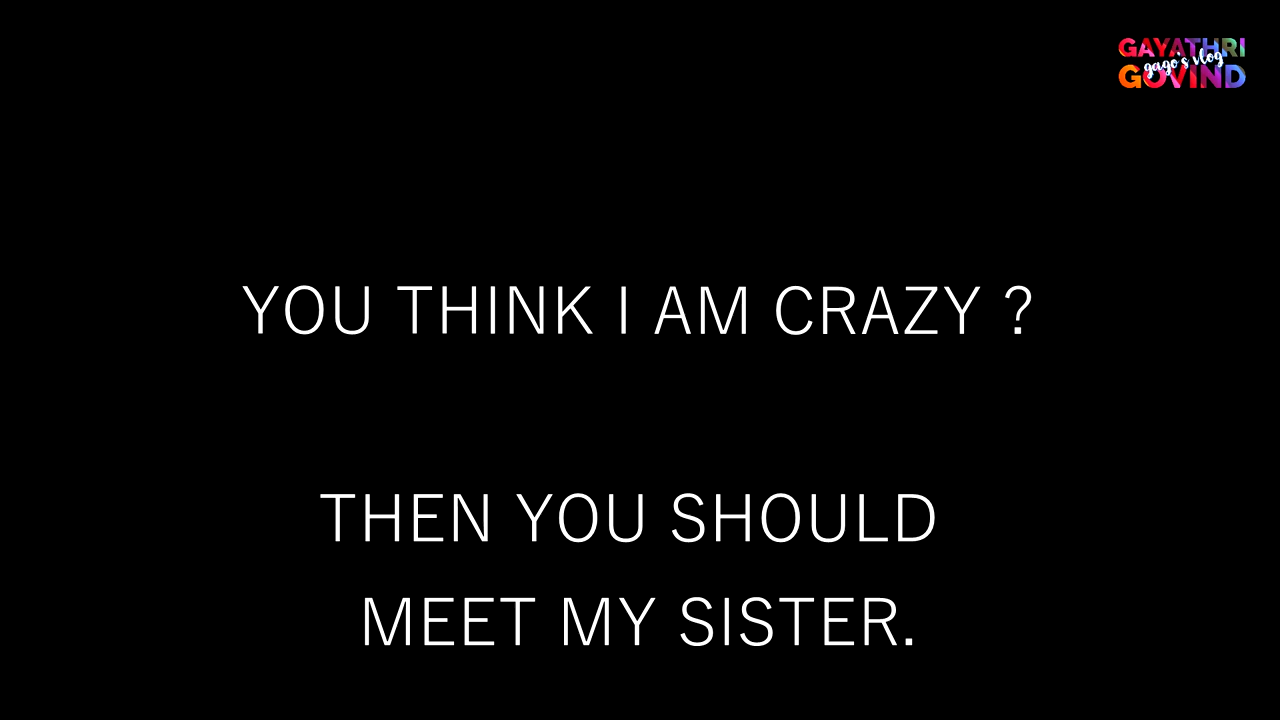 GAYATHRI
gago's vlog
GOVIND
YOU THINK I AM CRAZY ?
THEN YOU SHOULD
MEET MY SISTER.